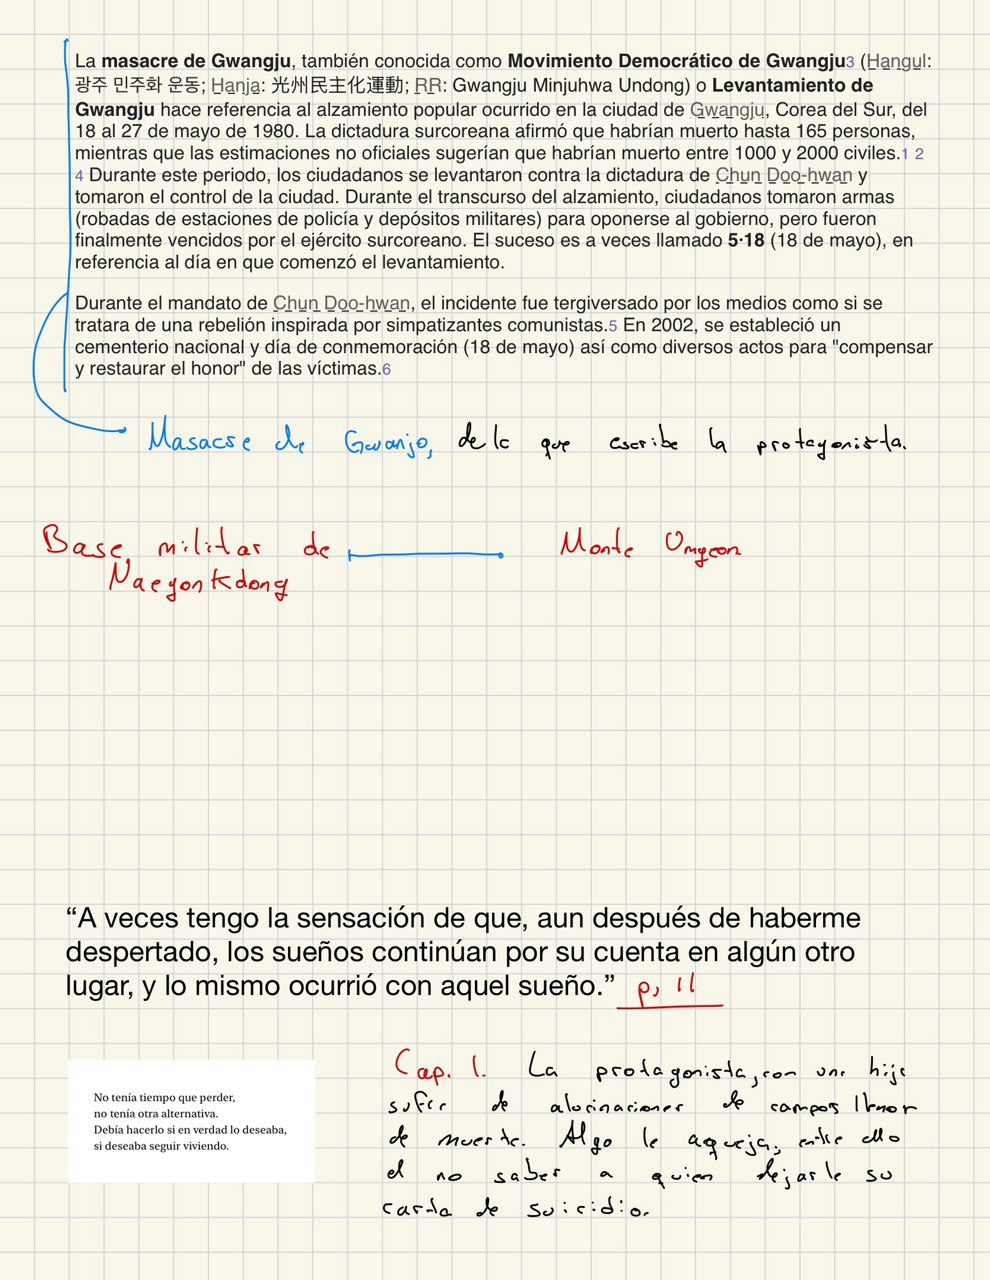 La masacre de Gwangju, también conocida como Movimiento Democrático de Gwangju3 (Hangul:
광주 민주화 운동; Hanja: 光州民主化運動; RR: Gwangju Minjuhwa Undong) o Levantamiento de
Gwangju hace referencia al alzamiento popular ocurrido en la ciudad de Gwangju, Corea del Sur, del
18 al 27 de mayo de 1980. La dictadura surcoreana afirmó que habrían muerto hasta 165 personas,
mientras que las estimaciones no oficiales sugerían que habrían muerto entre 1000 y 2000 civiles.1 2
4 Durante este periodo, los ciudadanos se levantaron contra la dictadura de Chun Doo-hwan y
tomaron el control de la ciudad. Durante el transcurso del alzamiento, ciudadanos tomaron armas
(robadas de estaciones de policía y depósitos militares) para oponerse al gobierno, pero fueron
finalmente vencidos por el ejército surcoreano. El suceso es a veces llamado 5·18 (18 de mayo), en
referencia al día en que comenzó el levantamiento.
Durante el mandato de Chun Doo-hwan, el incidente fue tergiversado por los medios como si se
tratara de una rebelión inspirada por simpatizantes comunistas.5 En 2002, se estableció un
cementerio nacional y día de conmemoración (18 de mayo) así como diversos actos para "compensar
y restaurar el honor" de las víctimas.6
Masacre de Gwanjo, de la que escribe la protagonista.
Base militar de Monte Umyeon
Naegonkdong
“A veces tengo la sensación de que, aun después de haberme
despertado, los sueños continúan por su cuenta en algún otro
lugar, y lo mismo ocurrió con aquel sueño.” p, 11
No tenía tiempo que perder,
no tenía otra alternativa.
Debía hacerlo si en verdad lo deseaba,
si deseaba seguir viviendo.
Cap. 1. La protagonista, con una hija
sufre de alucinaciones de campos llenos
de muerte. Algo le aqueja, entre ello
el no saber a quien dejarle su
carta de suicidio.